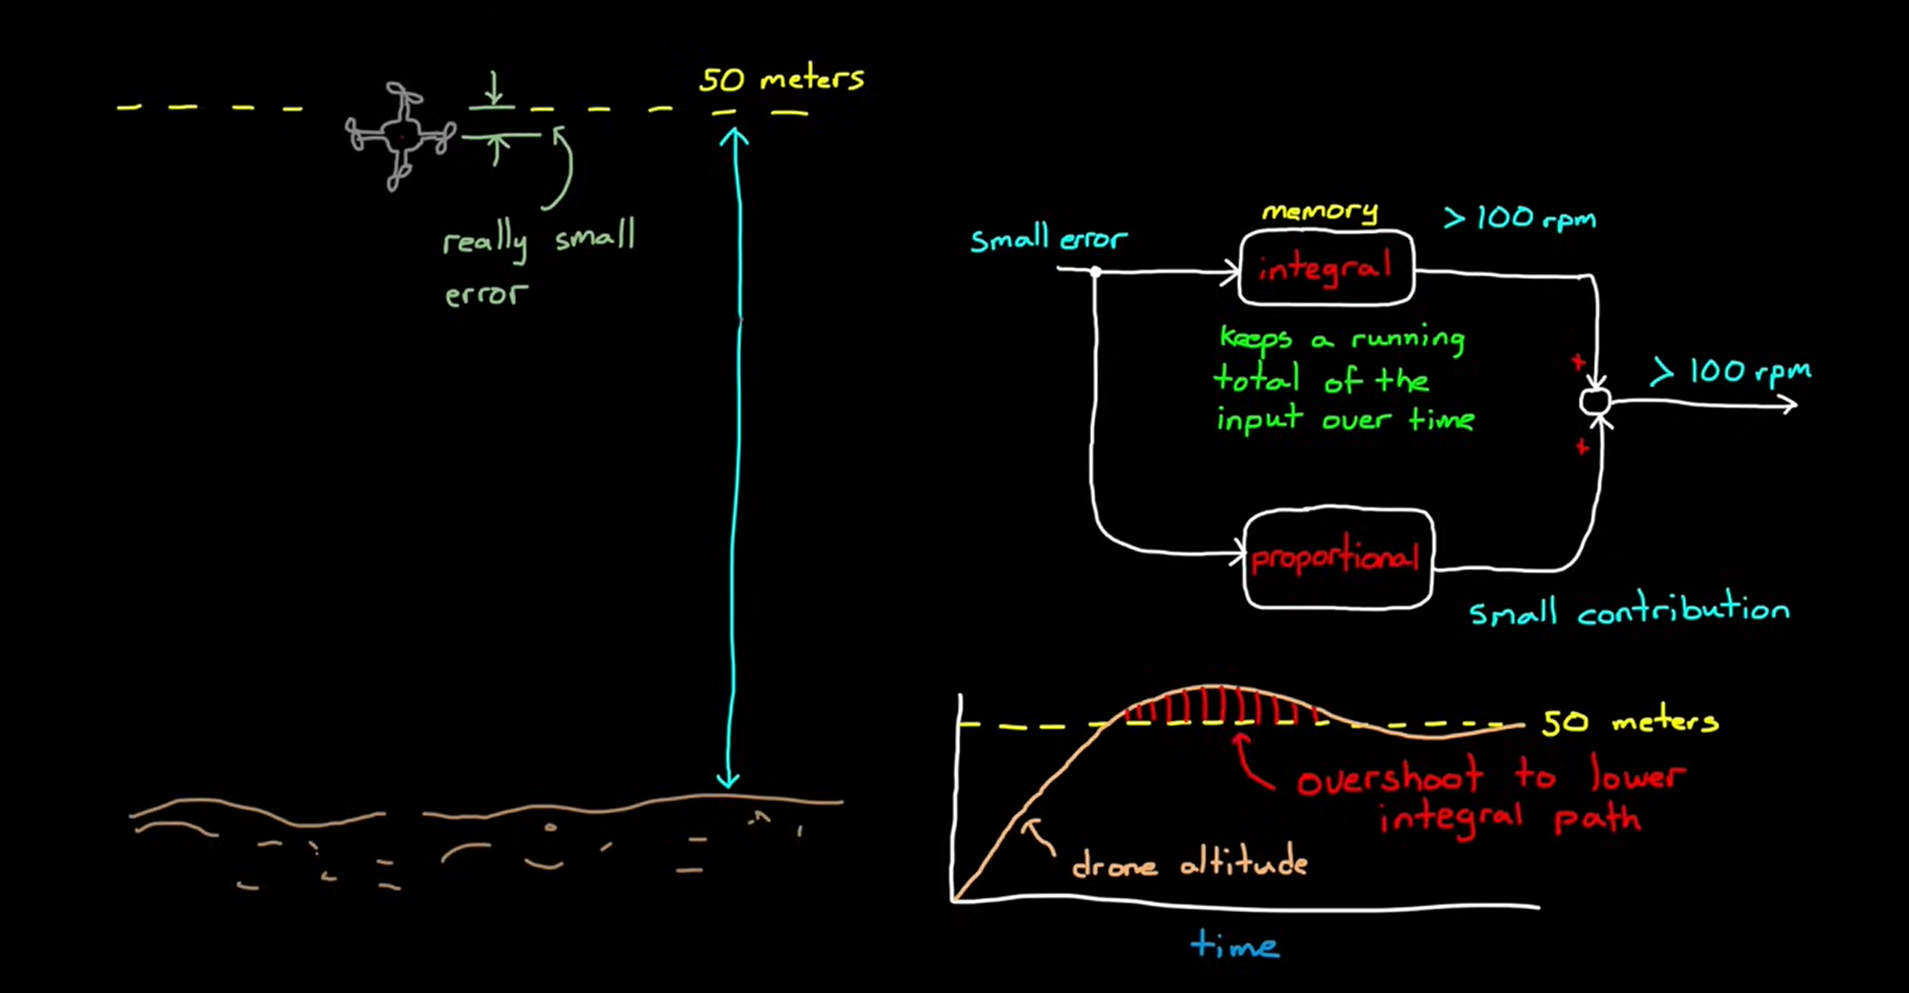 50 meters
really small
error
small error
memory
> 100 rpm
integral
keeps a running
total of the
input over time
+
> 100 rpm
+
proportional
small contribution
50 meters
overshoot to lower
integral path
drone altitude
time